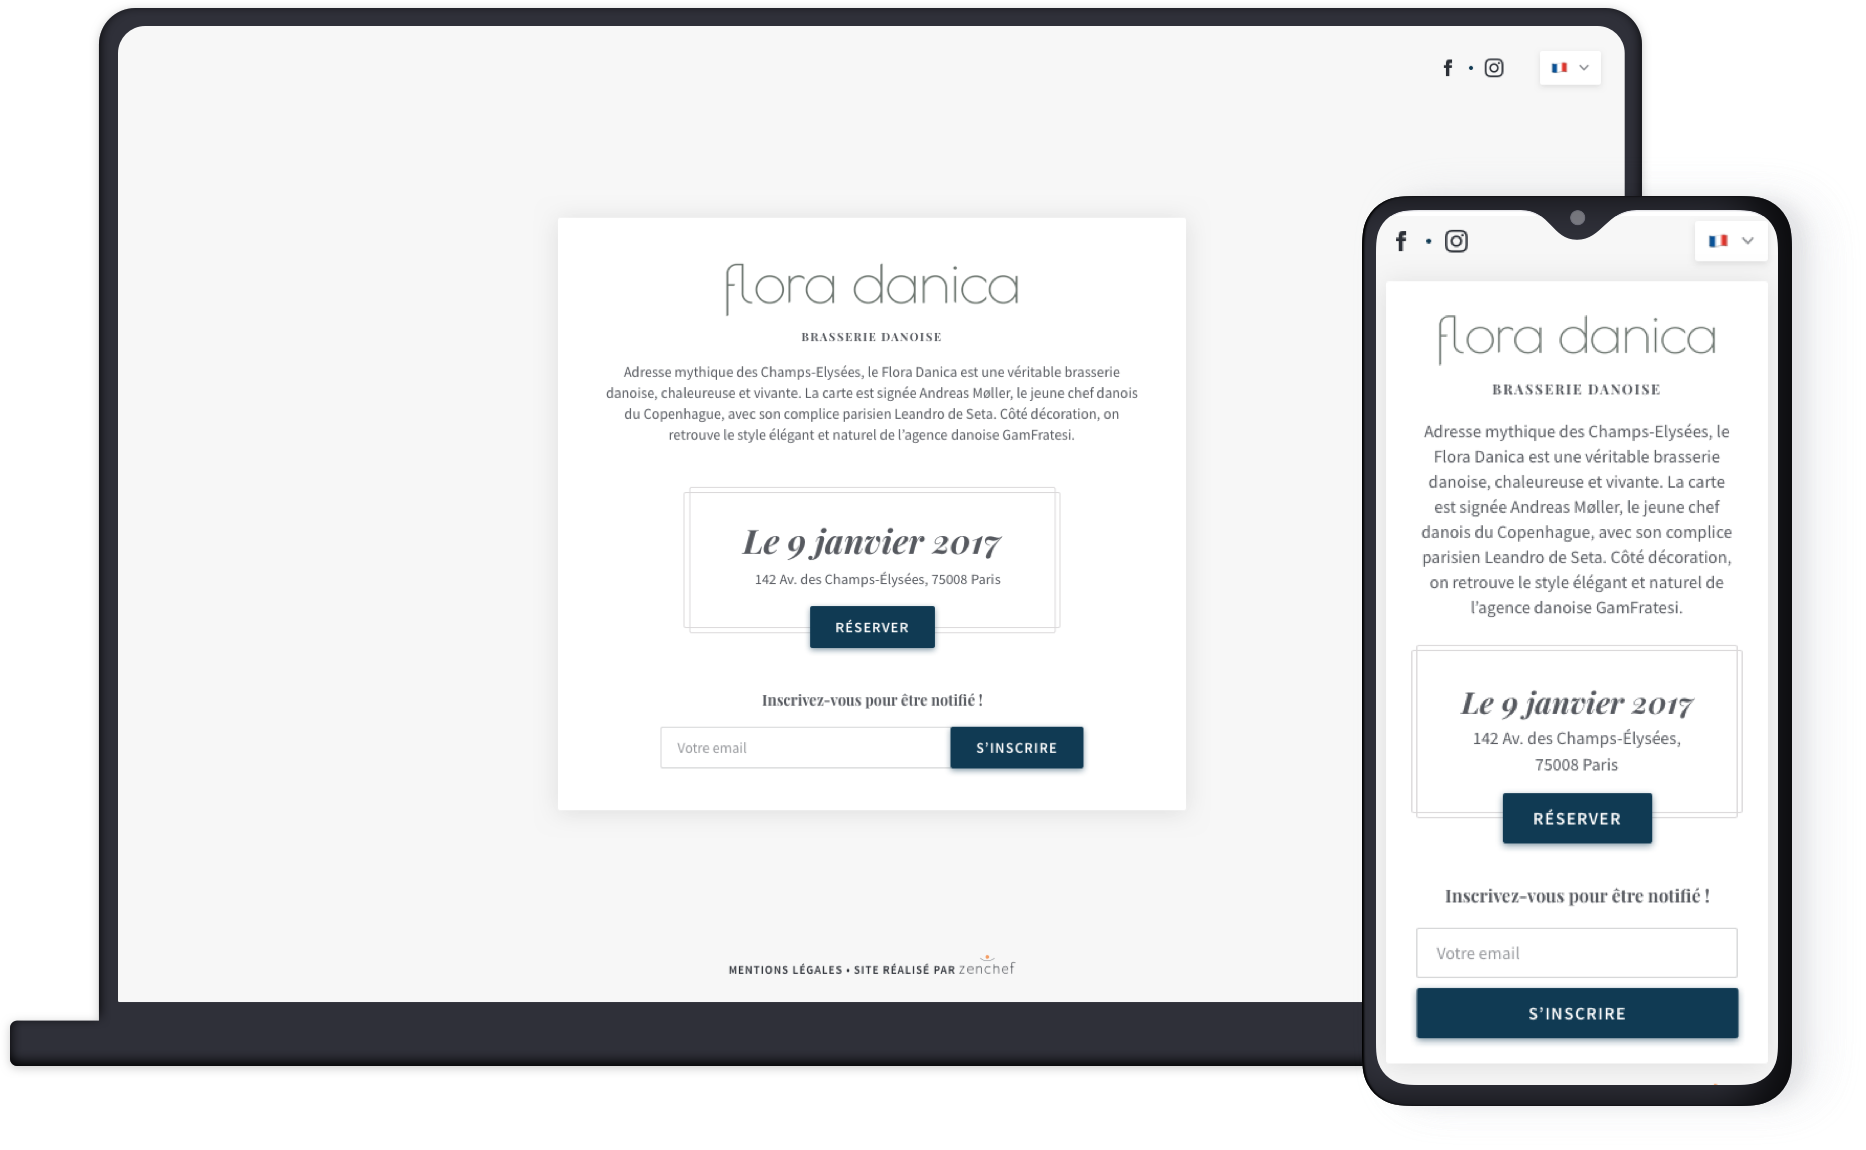 flora danica
BRASSERIE DANOISE
Adresse mythique des Champs-Elysées, le Flora Danica est une véritable brasserie
danoise, chaleureuse et vivante. La carte est signée Andreas Møller, le jeune chef danois
du Copenhague, avec son complice parisien Leandro de Seta. Côté décoration, on
retrouve le style élégant et naturel de l’agence danoise GamFratesi.
Le 9 janvier 2017
142 Av. des Champs-Élysées, 75008 Paris
RÉSERVER
Inscrivez-vous pour être notifié !
Votre email
S’INSCRIRE
MENTIONS LÉGALES • SITE RÉALISÉ PAR zenchef
flora danica
BRASSERIE DANOISE
Adresse mythique des Champs-Elysées, le
Flora Danica est une véritable brasserie
danoise, chaleureuse et vivante. La carte
est signée Andreas Møller, le jeune chef
danois du Copenhague, avec son complice
parisien Leandro de Seta. Côté décoration,
on retrouve le style élégant et naturel de
l’agence danoise GamFratesi.
Le 9 janvier 2017
142 Av. des Champs-Élysées,
75008 Paris
RÉSERVER
Inscrivez-vous pour être notifié !
Votre email
S’INSCRIRE